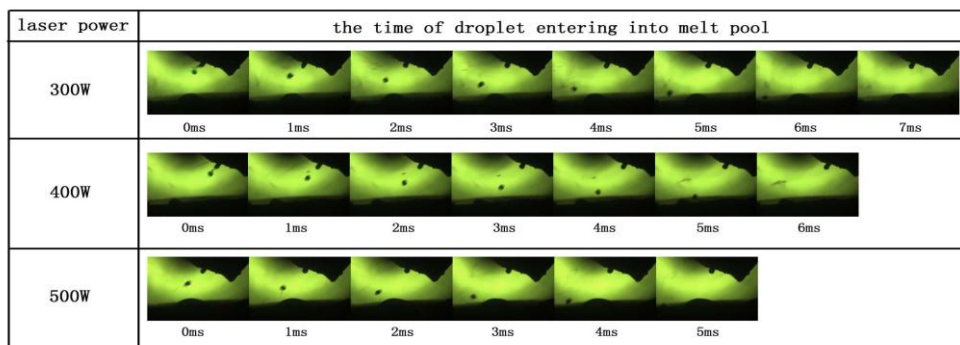 laser power the time of droplet entering into melt pool
300W
0ms 1ms 2ms 3ms 4ms 5ms 6ms 7ms
400W
0ms 1ms 2ms 3ms 4ms 5ms 6ms
500W
0ms 1ms 2ms 3ms 4ms 5ms